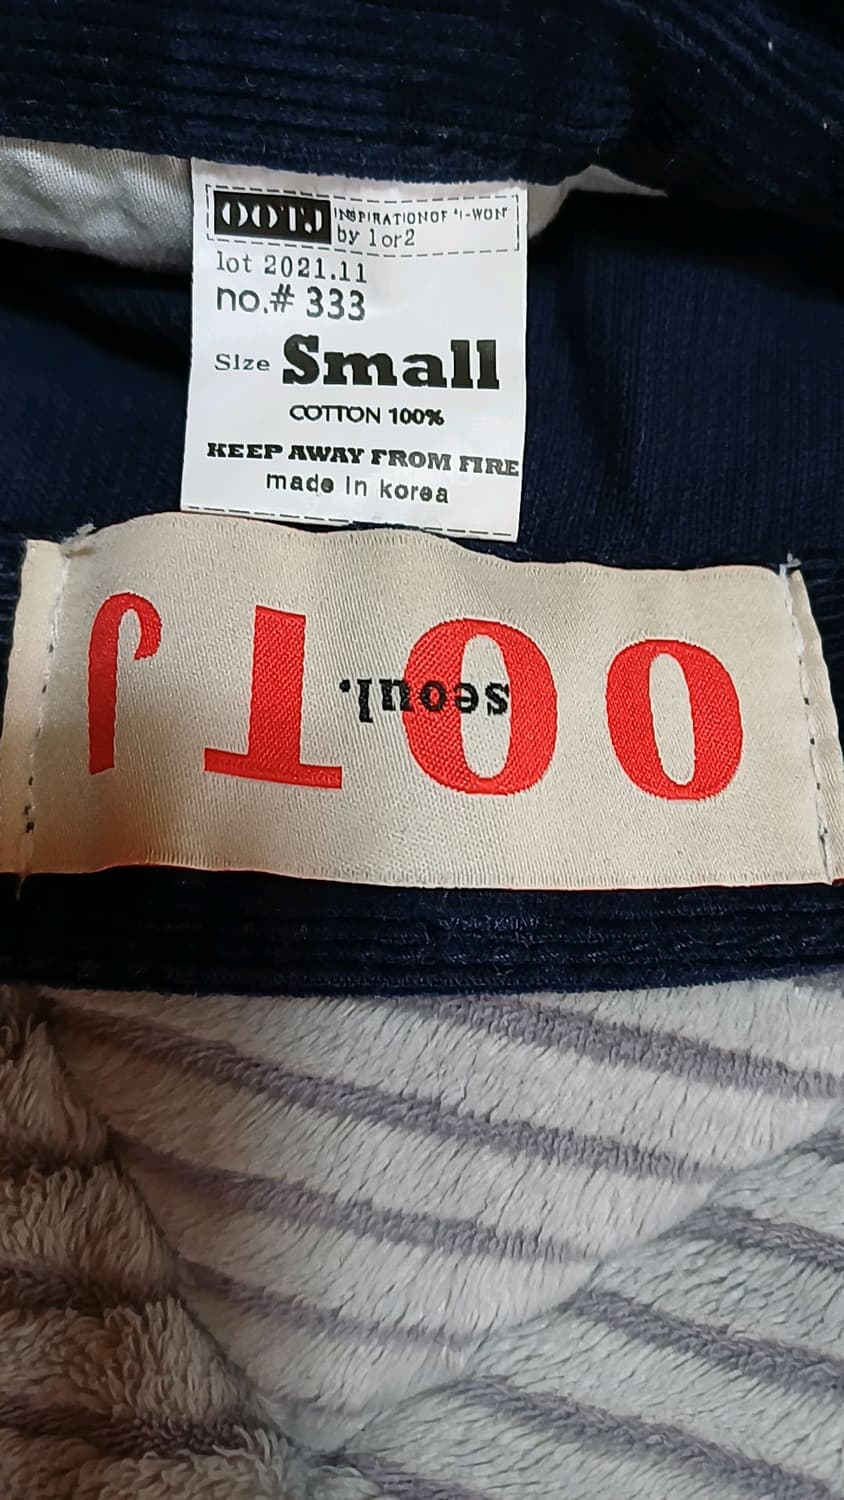 OOTJ INSPIRATIONOF 'I-WON'
by 1or2
lot 2021.11
no.# 333
SIze Small
COTTON 100%
KEEP AWAY FROM FIRE
made in korea
OOTJ
seoul.